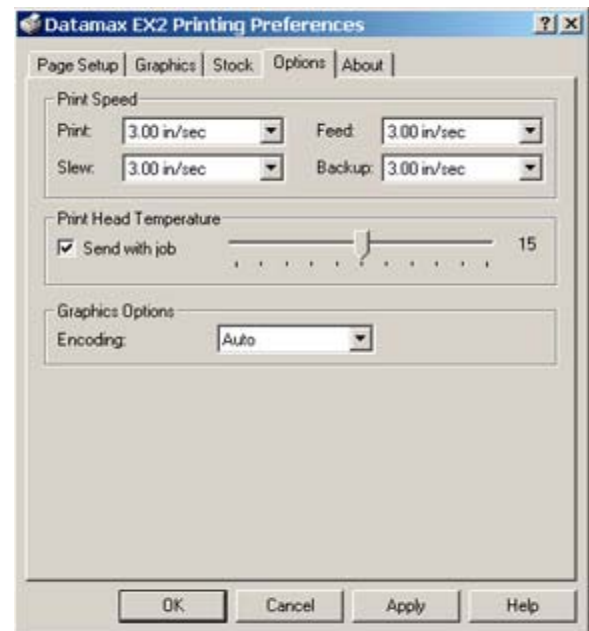 Datamax EX2 Printing Preferences
Page Setup Graphics Stock Options About
Print Speed
Print: 3.00 in/sec Feed: 3.00 in/sec
Slew: 3.00 in/sec Backup: 3.00 in/sec
Print Head Temperature
Send with job 15
Graphics Options
Encoding: Auto
OK Cancel Apply Help